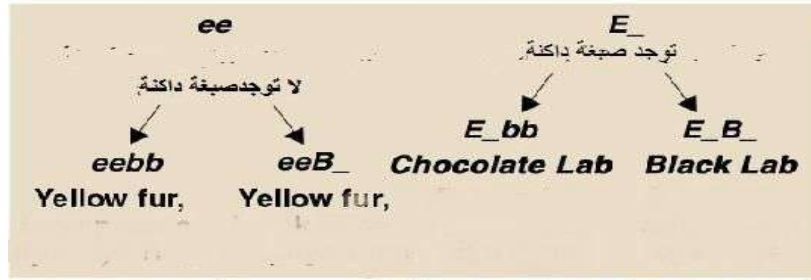 ee
E_
توجد صبغة داكنة
لا توجدصبغة داكنة
E_bb
E_B_
eebb
eeB_
Chocolate Lab
Black Lab
Yellow fur,
Yellow fur,